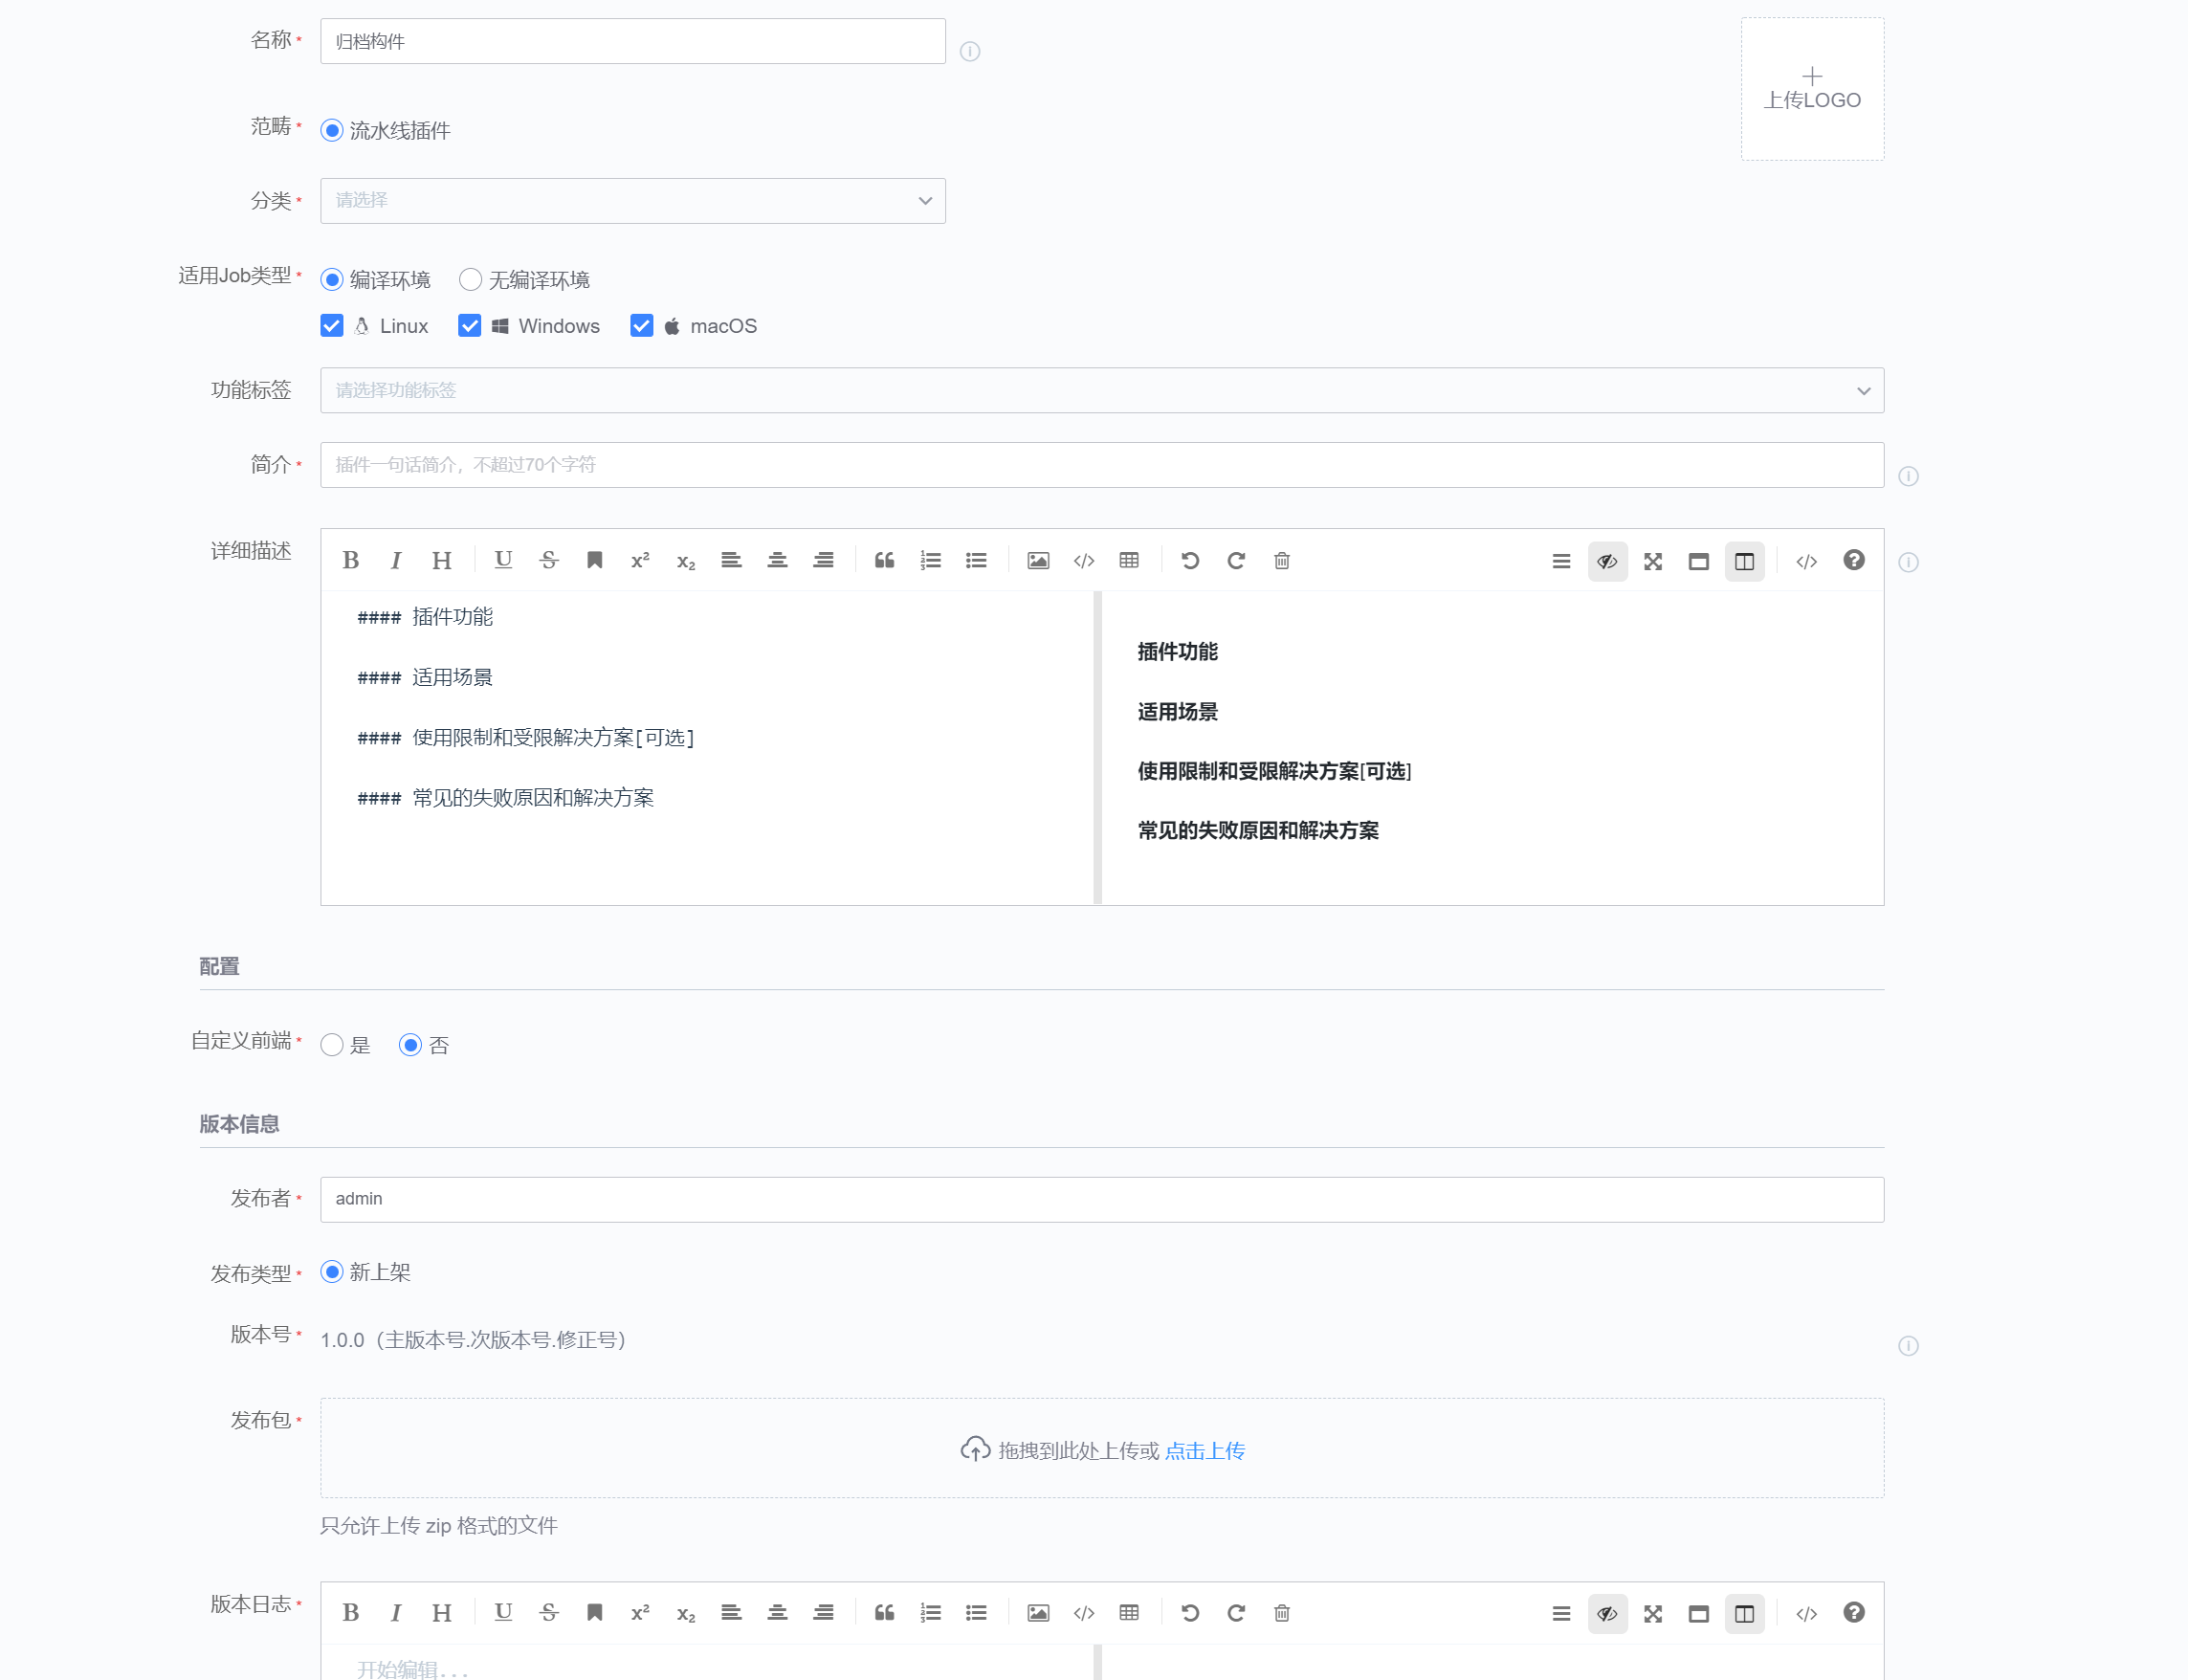 名称 *
归档构件
上传LOGO
范畴 *
流水线插件
分类 *
请选择
适用Job类型 *
编译环境 无编译环境
Linux Windows macOS
功能标签
请选择功能标签
简介 *
插件一句话简介，不超过70个字符
详细描述
#### 插件功能
#### 适用场景
#### 使用限制和受限解决方案[可选]
#### 常见的失败原因和解决方案
插件功能
适用场景
使用限制和受限解决方案[可选]
常见的失败原因和解决方案
配置
自定义前端 *
是 否
版本信息
发布者 *
admin
发布类型 *
新上架
版本号 *
1.0.0（主版本号.次版本号.修正号）
发布包 *
拖拽到此处上传或 点击上传
只允许上传 zip 格式的文件
版本日志 *
开始编辑...